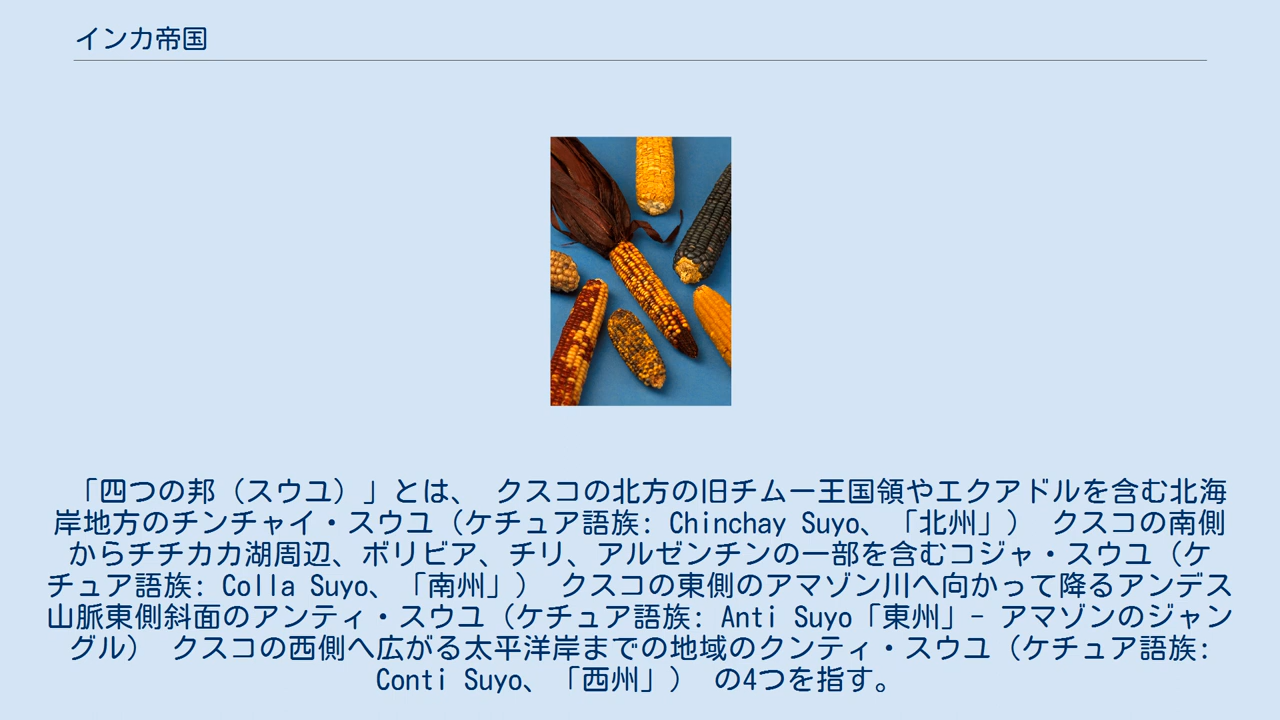 インカ帝国
「四つの邦（スウユ）」とは、 クスコの北方の旧チムー王国領やエクアドルを含む北海
岸地方のチンチャイ・スウユ（ケチュア語族: Chinchay Suyo、「北州」） クスコの南側
からチチカカ湖周辺、ボリビア、チリ、アルゼンチンの一部を含むコジャ・スウユ（ケ
チュア語族: Colla Suyo、「南州」） クスコの東側のアマゾン川へ向かって降るアンデス
山脈東側斜面のアンティ・スウユ（ケチュア語族: Anti Suyo「東州」- アマゾンのジャン
グル） クスコの西側へ広がる太平洋岸までの地域のクンティ・スウユ（ケチュア語族:
Conti Suyo、「西州」） の4つを指す。